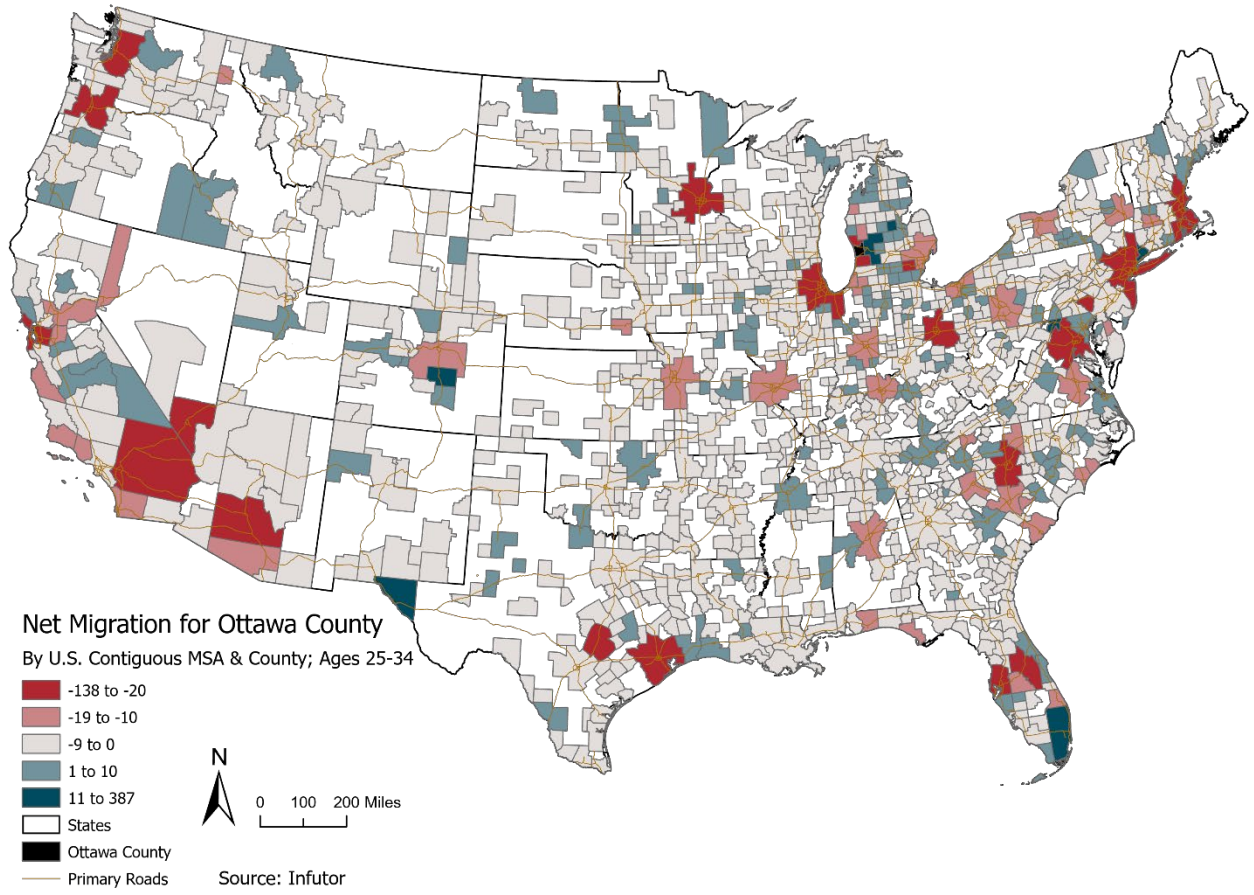 Net Migration for Ottawa County
By U.S. Contiguous MSA & County; Ages 25-34
-138 to -20
-19 to -10
-9 to 0
1 to 10
11 to 387
States
Ottawa County
Primary Roads
N
0 100 200 Miles
Source: Infutor